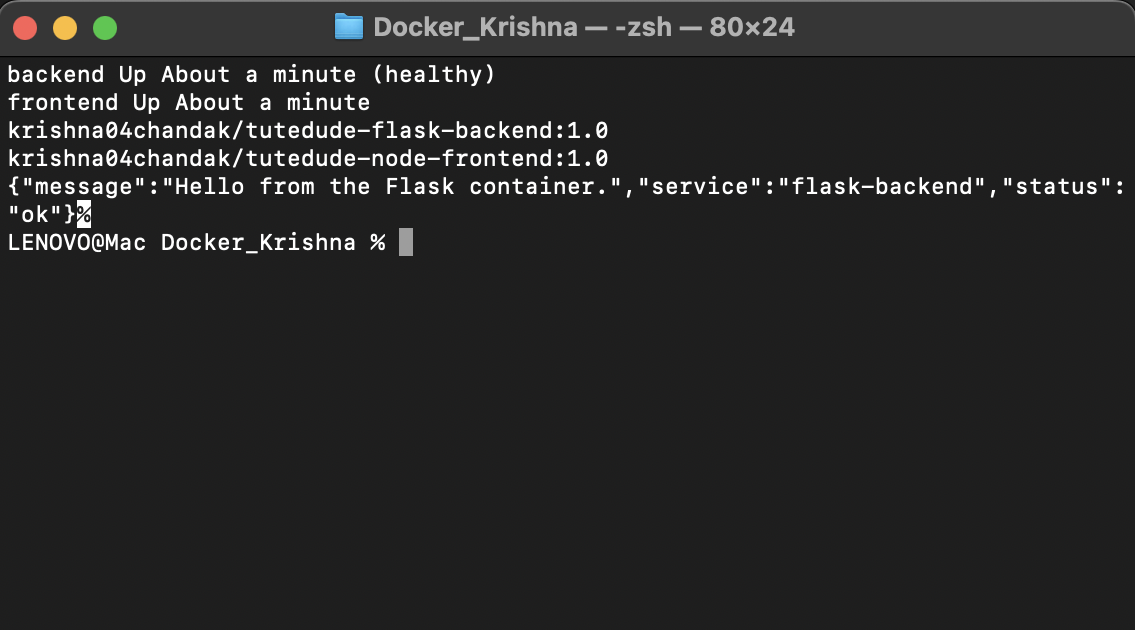 Docker_Krishna — -zsh — 80×24
backend Up About a minute (healthy)
frontend Up About a minute
krishna04chandak/tutedude-flask-backend:1.0
krishna04chandak/tutedude-node-frontend:1.0
{"message":"Hello from the Flask container.","service":"flask-backend","status":
"ok"}%
LENOVO@Mac Docker_Krishna %